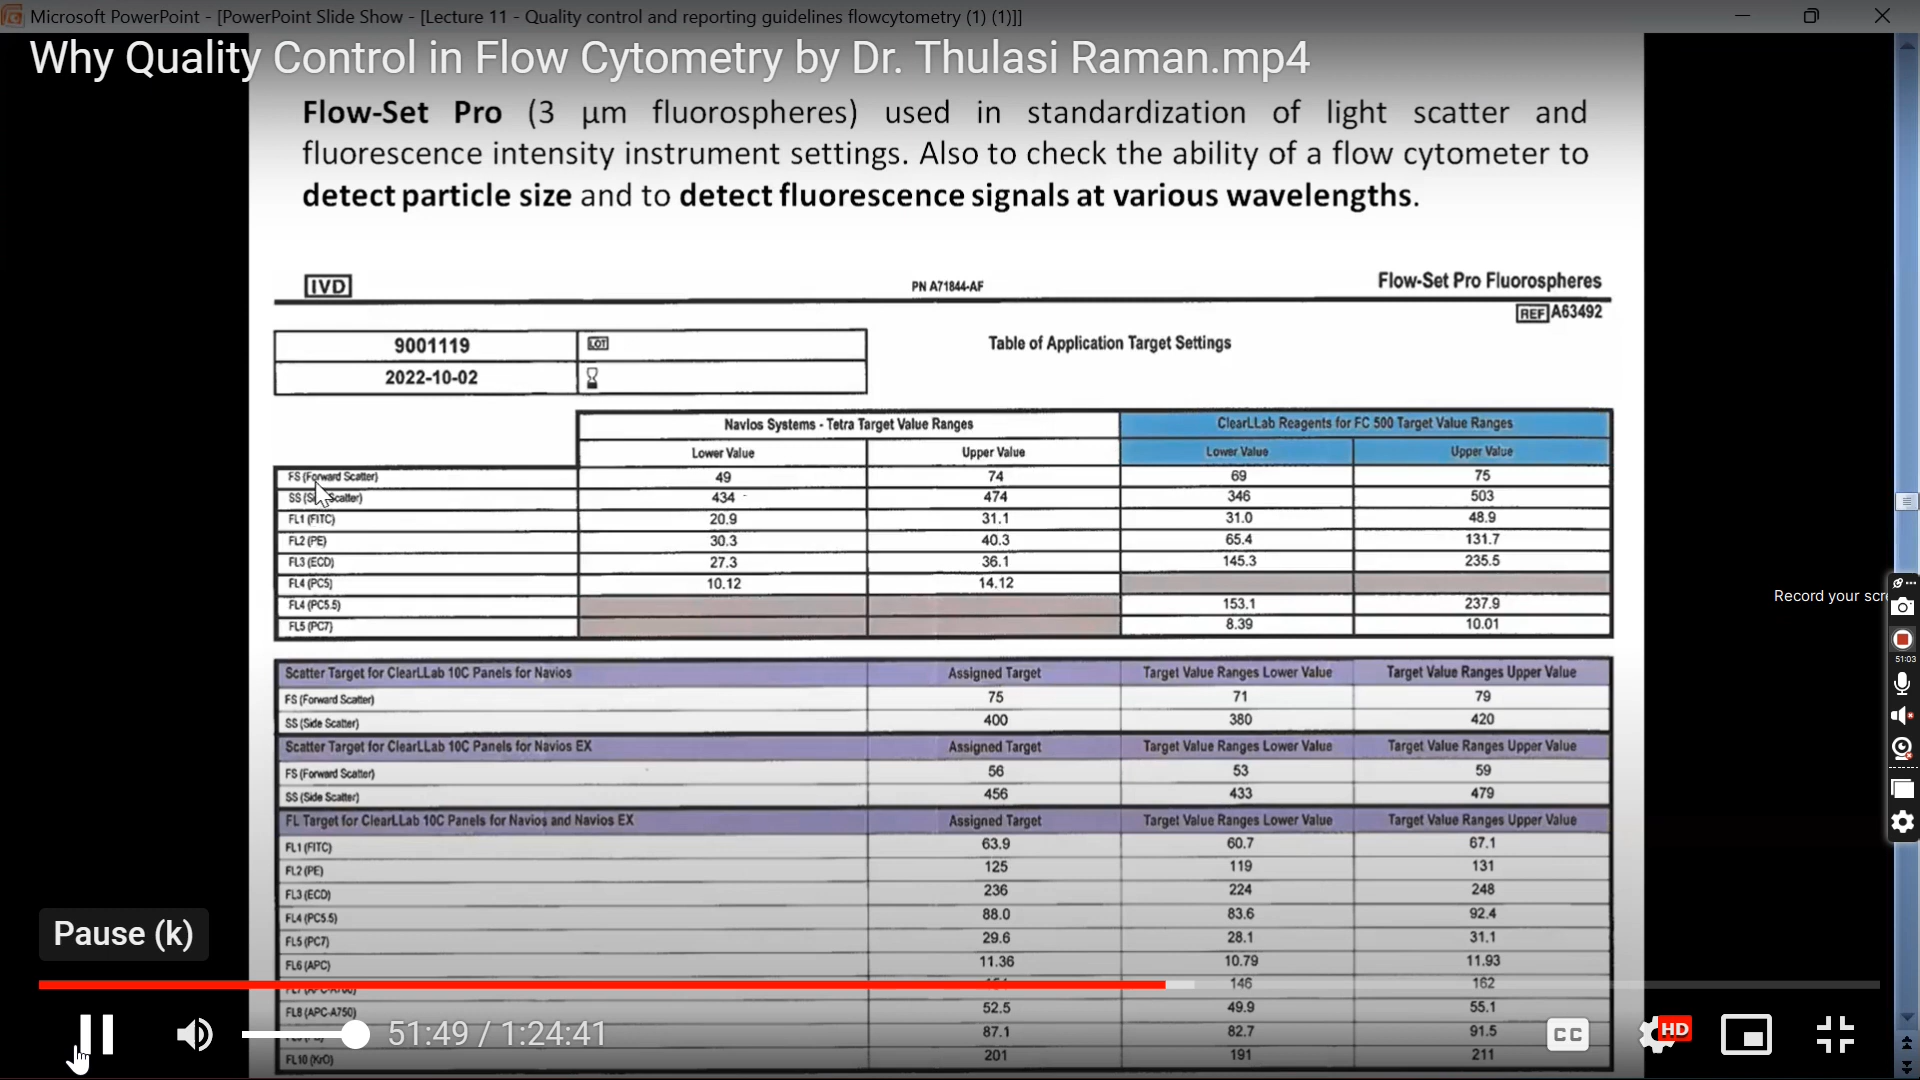 Microsoft PowerPoint - [PowerPoint Slide Show - [Lecture 11 - Quality control and reporting guidelines flowcytometry (1) (1)]]
Why Quality Control in Flow Cytometry by Dr. Thulasi Raman.mp4
Flow-Set Pro (3 µm fluorospheres) used in standardization of light scatter and
fluorescence intensity instrument settings. Also to check the ability of a flow cytometer to
detect particle size and to detect fluorescence signals at various wavelengths.
IVD PN A71844-AF Flow-Set Pro Fluorospheres
REF A63492
9001119 LOT Table of Application Target Settings
2022-10-02
Navios Systems - Tetra Target Value Ranges ClearLLab Reagents for FC 500 Target Value Ranges
Lower Value Upper Value Lower Value Upper Value
FS (Forward Scatter) 49 74 69 75
SS Scatter) 434 474 346 503
FL1 (FITC) 20.9 31.1 31.0 48.9
FL2 (PE) 30.3 40.3 65.4 131.7
FL3 (ECD) 27.3 36.1 145.3 235.5
FL4 (PC5) 10.12 14.12
FL4 (PC5.5) 153.1 237.9
FL5 (PC7) 8.39 10.01
Scatter Target for ClearLLab 10C Panels for Navios Assigned Target Target Value Ranges Lower Value Target Value Ranges Upper Value
FS (Forward Scatter) 75 71 79
SS (Side Scatter) 400 380 420
Scatter Target for ClearLLab 10C Panels for Navios EX Assigned Target Target Value Ranges Lower Value Target Value Ranges Upper Value
FS (Forward Scatter) 56 53 59
SS (Side Scatter) 456 433 479
FL Target for ClearLLab 10C Panels for Navios and Navios EX Assigned Target Target Value Ranges Lower Value Target Value Ranges Upper Value
FL1 (FITC) 63.9 60.7 67.1
FL2 (PE) 125 119 131
FL3 (ECD) 236 224 248
FL4 (PC5.5) 88.0 83.6 92.4
FL5 (PC7) 29.6 28.1 31.1
FL6 (APC) 11.36 10.79 11.93
146 162
FL8 (APC-A750) 52.5 49.9 55.1
87.1 82.7 91.5
FL10 (KrO) 201 191 211
Record your scr
51:03
Pause (k)
51:49 / 1:24:41
CC
HD